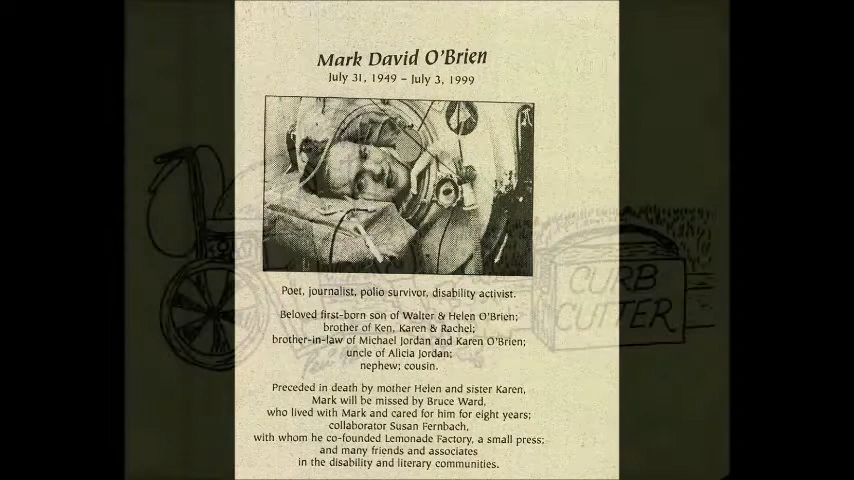 Mark David O'Brien
July 31, 1949 – July 3, 1999
Poet, journalist, polio survivor, disability activist.
Beloved first-born son of Walter & Helen O'Brien;
brother of Ken, Karen & Rachel;
brother-in-law of Michael Jordan and Karen O'Brien;
uncle of Alicia Jordan;
nephew; cousin.
Preceded in death by mother Helen and sister Karen,
Mark will be missed by Bruce Ward,
who lived with Mark and cared for him for eight years;
collaborator Susan Fernbach,
with whom he co-founded Lemonade Factory, a small press;
and many friends and associates
in the disability and literary communities.
CURB
CUTTER